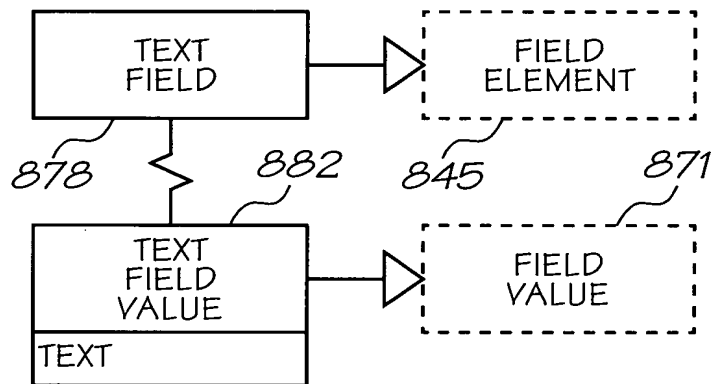 TEXT
FIELD
FIELD
ELEMENT
878
882
845
871
TEXT
FIELD
VALUE
FIELD
VALUE
TEXT